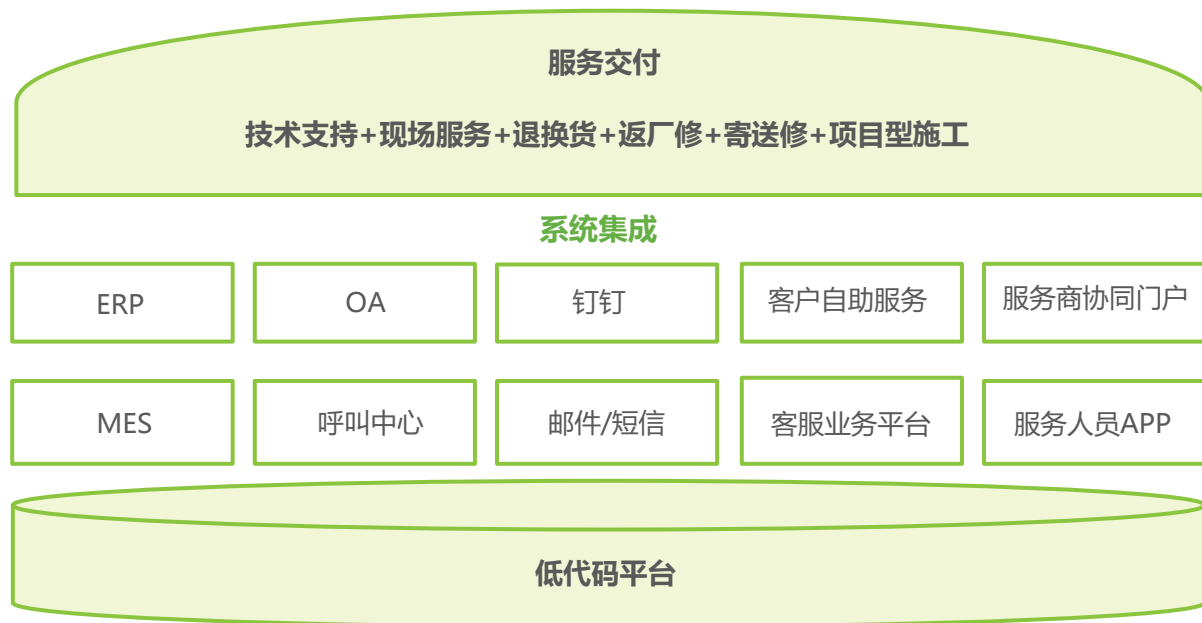 服务交付
技术支持+现场服务+退换货+返厂修+寄送修+项目型施工
系统集成
ERP
OA
钉钉
客户自助服务
服务商协同门户
MES
呼叫中心
邮件/短信
客服业务平台
服务人员APP
低代码平台